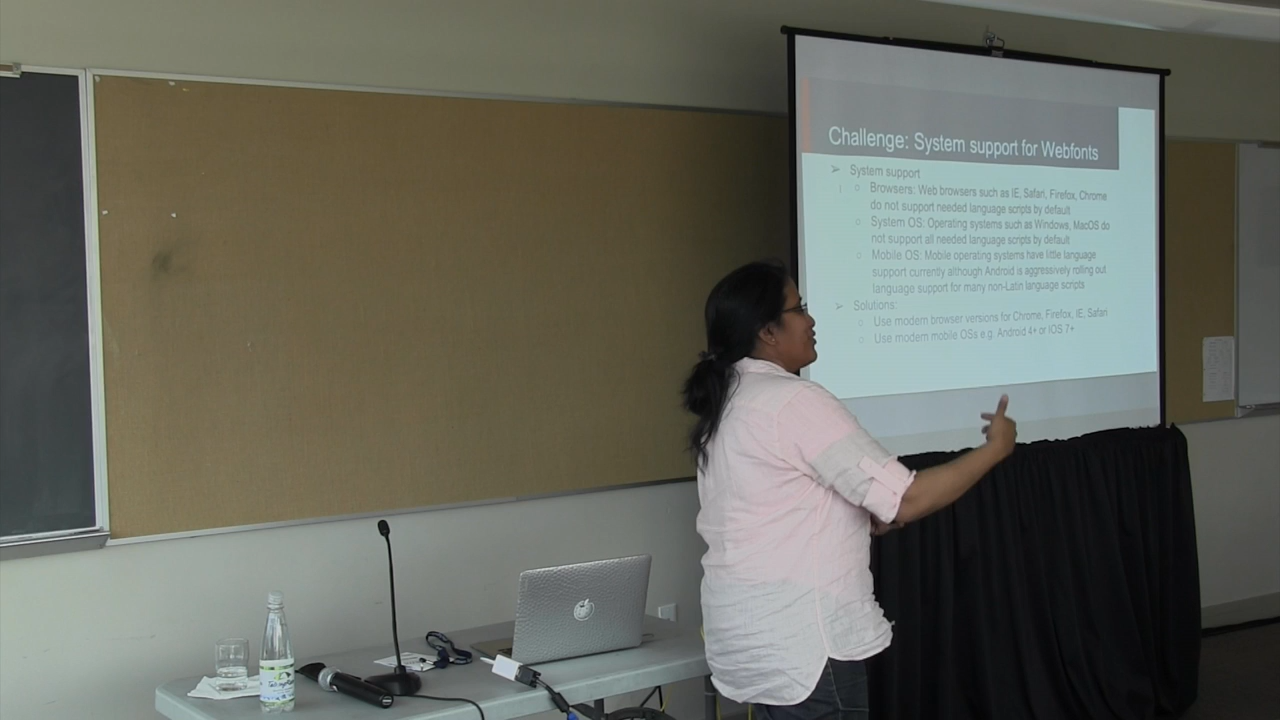 Challenge: System support for Webfonts
➢ System support
○ Browsers: Web browsers such as IE, Safari, Firefox, Chrome
do not support needed language scripts by default
○ System OS: Operating systems such as Windows, MacOS do
not support all needed language scripts by default
○ Mobile OS: Mobile operating systems have little language
support currently although Android is aggressively rolling out
language support for many non-Latin language scripts
➢ Solutions:
○ Use modern browser versions for Chrome, Firefox, IE, Safari
○ Use modern mobile OSs e.g. Android 4+ or iOS 7+